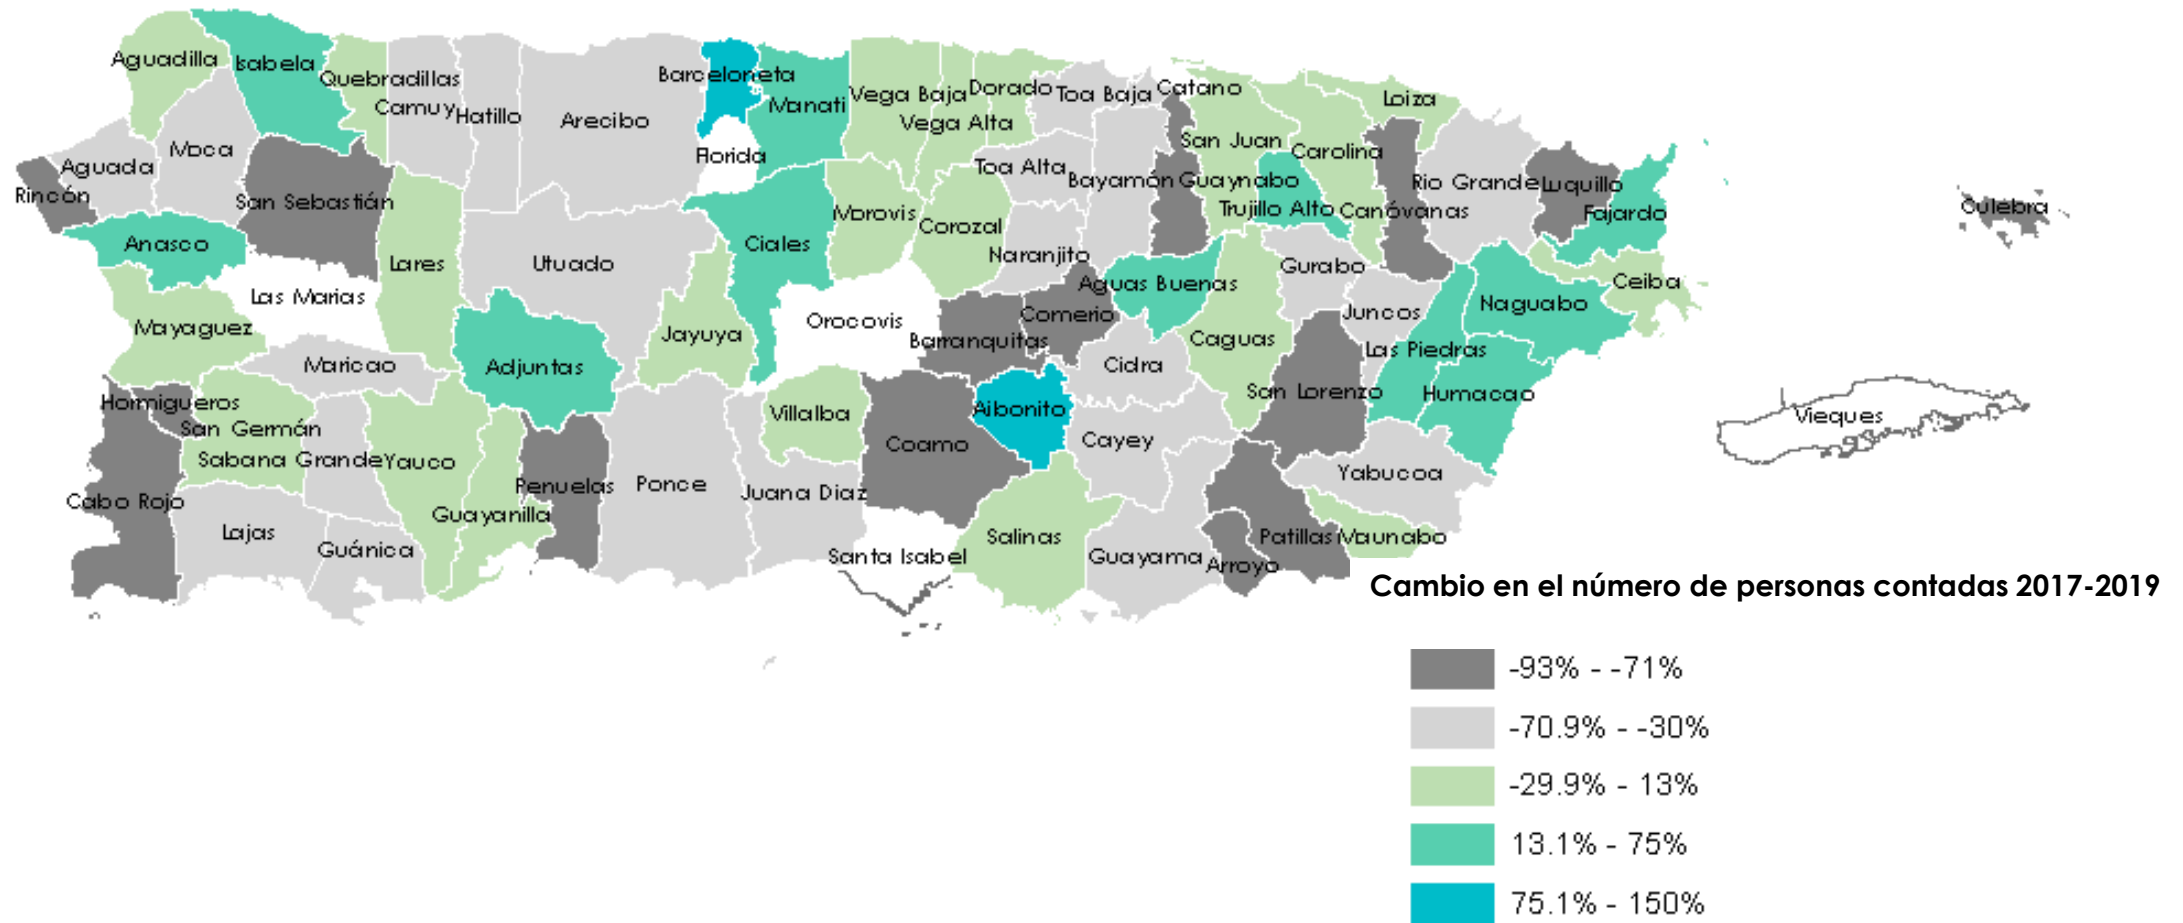 Aguadilla
Isabela
Quebradillas
Camuy
Hatillo
Arecibo
Barceloneta
Manati
Florida
Vega Baja
Vega Alta
Dorado
Toa Baja
Catano
Loiza
San Juan
Carolina
Toa Alta
Bayamón
Guaynabo
Trujillo Alto
Canóvanas
Rio Grande
Luquillo
Fajardo
Culebra
Moca
Aguada
Rincón
San Sebastián
Anasco
Lares
Utuado
Ciales
Morovis
Corozal
Naranjito
Aguas Buenas
Gurabo
Ceiba
Naguabo
Juncos
Las Marias
Mayaguez
Maricao
Adjuntas
Jayuya
Orocovis
Barranquitas
Comerio
Cidra
Caguas
Las Piedras
Humacao
San Lorenzo
Hormigueros
San Germán
Sabana Grande
Yauco
Villalba
Coamo
Aibonito
Cayey
Vieques
Yabucoa
Cabo Rojo
Lajas
Guánica
Guayanilla
Penuelas
Ponce
Juana Diaz
Santa Isabel
Salinas
Guayama
Arroyo
Patillas
Maunabo
Cambio en el número de personas contadas 2017-2019
-93% - -71%
-70.9% - -30%
-29.9% - 13%
13.1% - 75%
75.1% - 150%